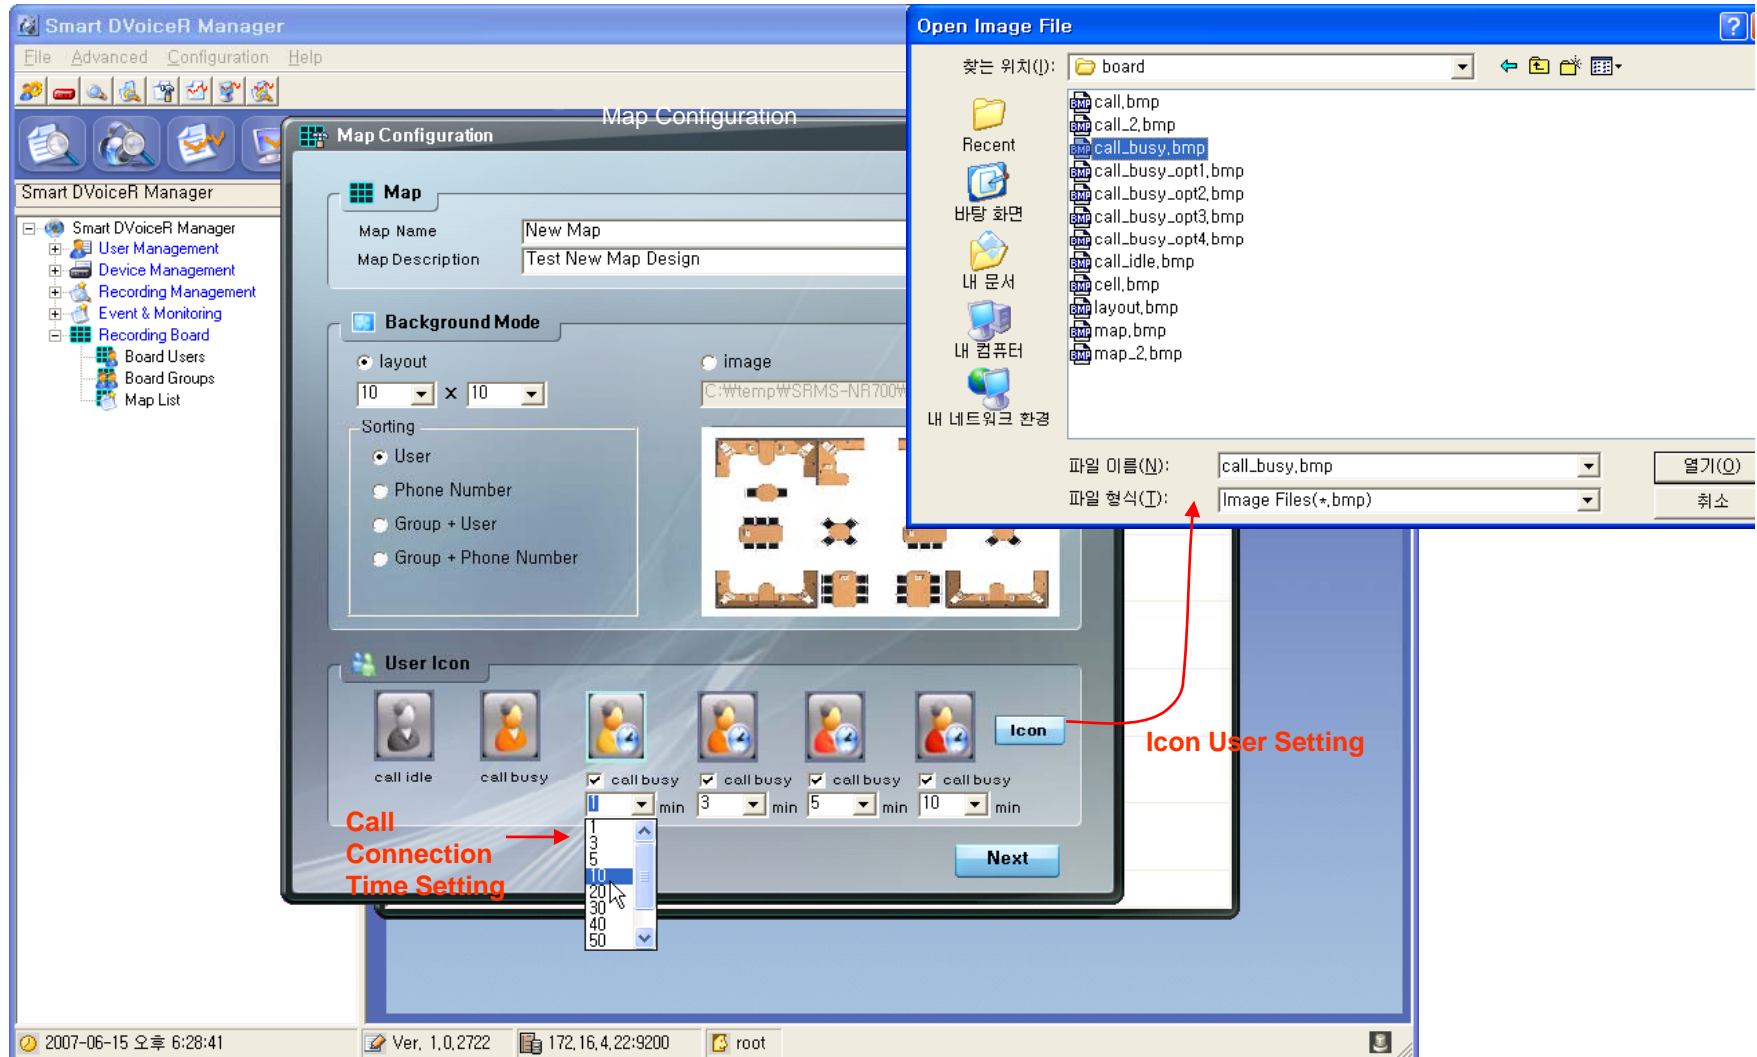 Smart DVoiceR Manager
File Advanced Configuration Help
Smart DVoiceR Manager
Smart DVoiceR Manager
User Management
Device Management
Recording Management
Event & Monitoring
Recording Board
Board Users
Board Groups
Map List
Map Configuration
Map Configuration
Map
Map Name New Map
Map Description Test New Map Design
Background Mode
layout
10 x 10
image
C:\temp\SRMS-NR700\
Sorting
User
Phone Number
Group + User
Group + Phone Number
User Icon
call idle
call busy
call busy
call busy
call busy
call busy
Icon
1 min 3 min 5 min 10 min
1
3
5
10
20
30
40
50
Next
Call
Connection
Time Setting
Icon User Setting
Open Image File
찾는 위치(I): board
Recent
바탕 화면
내 문서
내 컴퓨터
내 네트워크 환경
call.bmp
call_2.bmp
call_busy.bmp
call_busy_opt1.bmp
call_busy_opt2.bmp
call_busy_opt3.bmp
call_busy_opt4.bmp
call_idle.bmp
cell.bmp
layout.bmp
map.bmp
map_2.bmp
파일 이름(N): call_busy.bmp 열기(O)
파일 형식(T): Image Files(*.bmp) 취소
2007-06-15 오후 6:28:41 Ver. 1.0.2722 172.16.4.22:9200 root